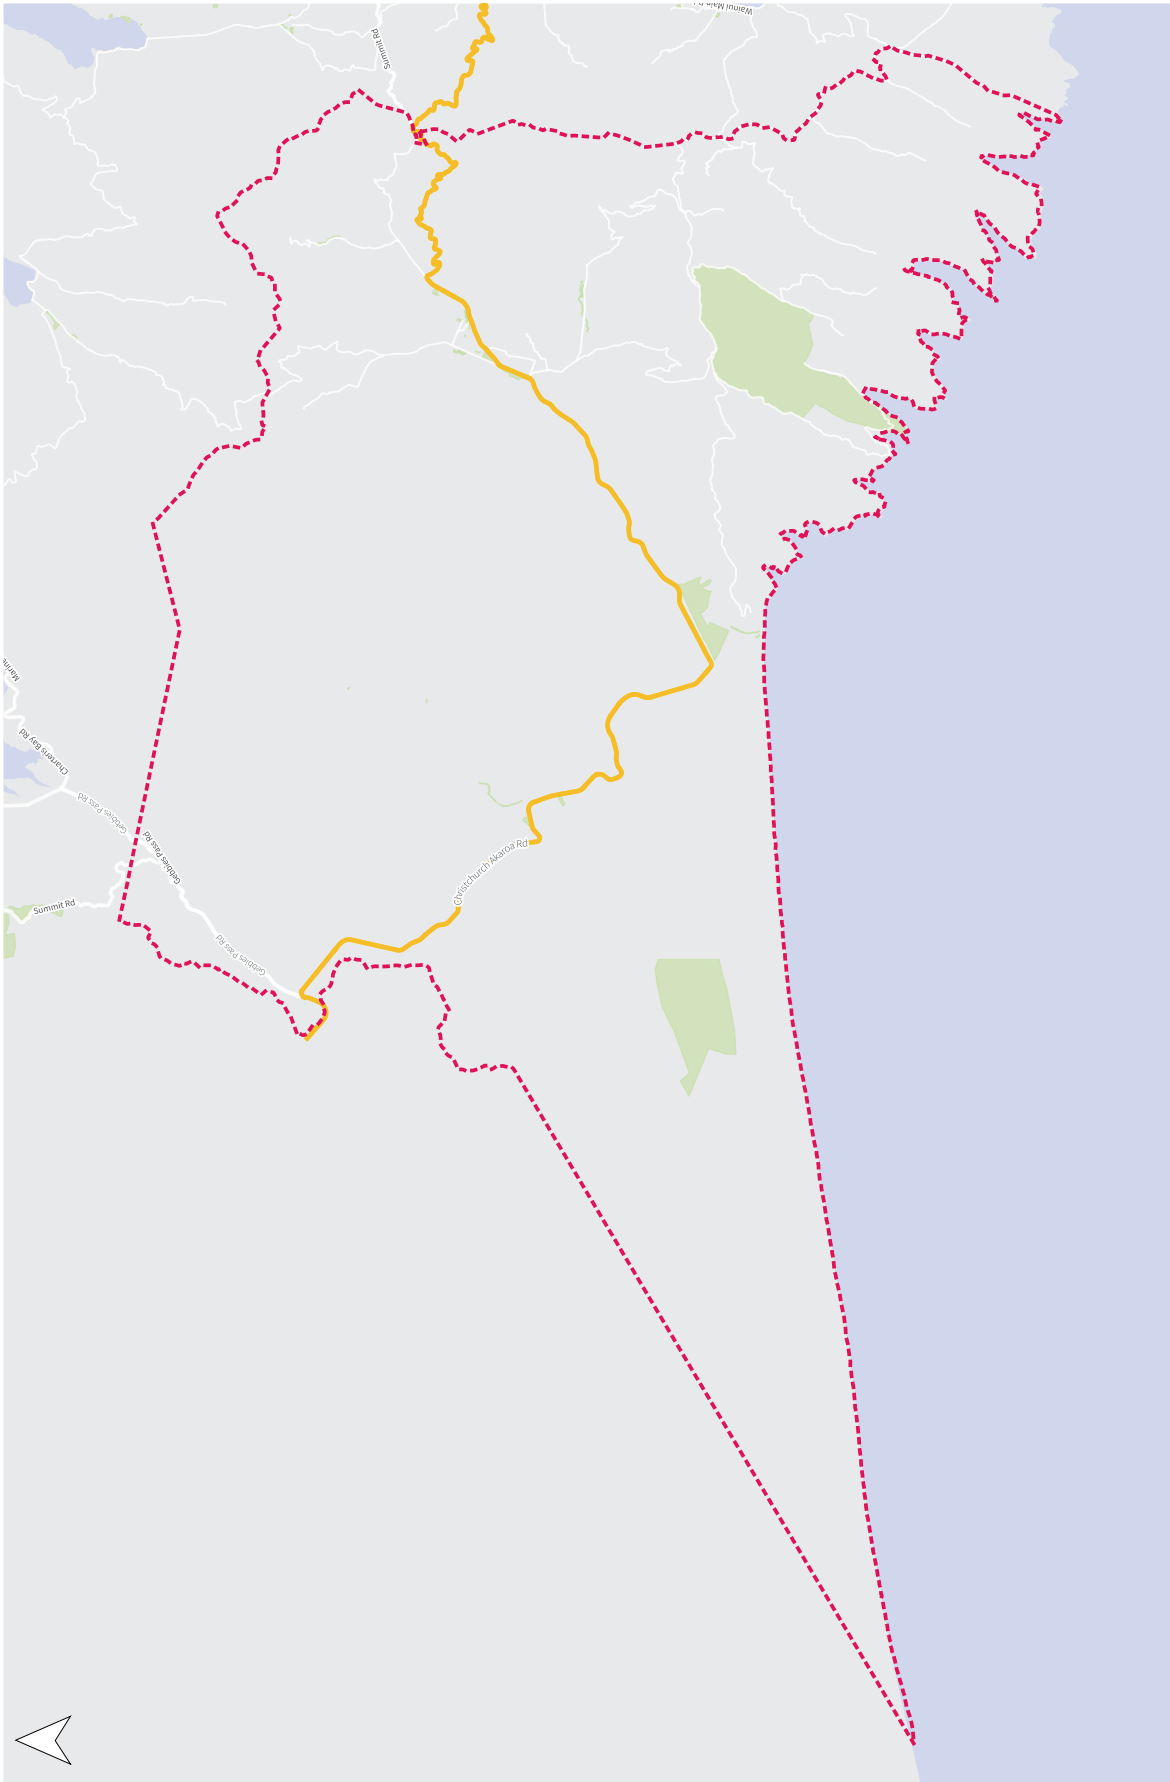 Wainui Main Rd
Summit Rd
Marine
Charteris Bay Rd
Gebbies Pass Rd
Gebbies Pass Rd
Christchurch Akaroa Rd
Summit Rd
Gebbies Pass Rd